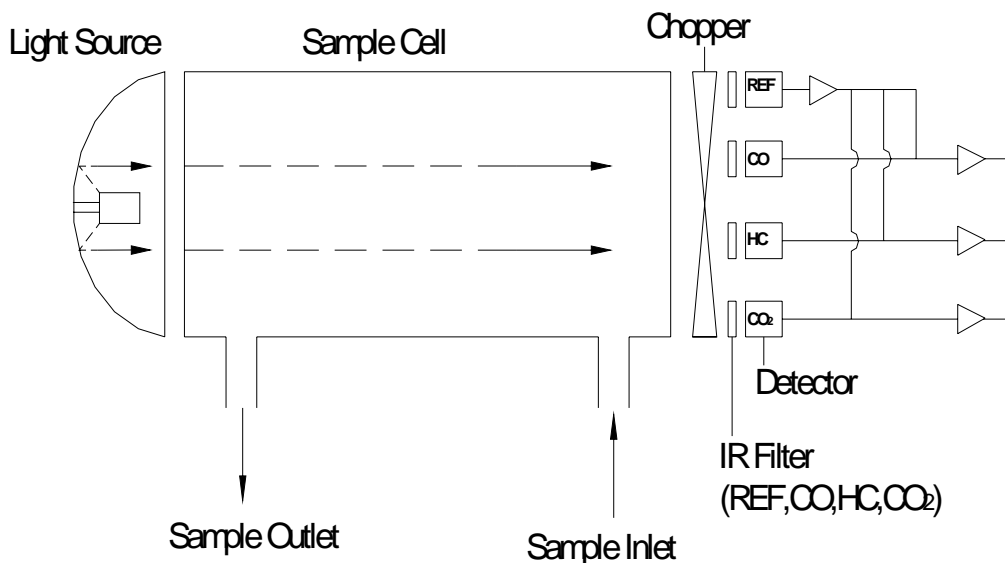 Light Source
Sample Cell
Chopper
REF
CO
HC
CO₂
Detector
IR Filter
(REF,CO,HC,CO₂)
Sample Outlet
Sample Inlet